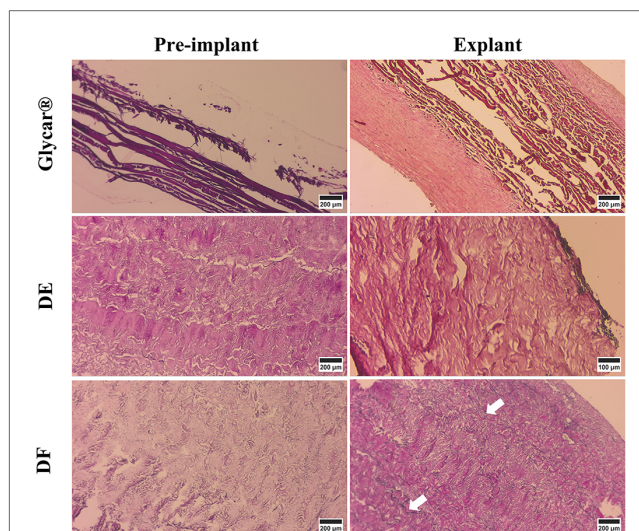 Pre-implant Explant
Glycar®
200 µm 200 µm
DE
200 µm 100 µm
DF
200 µm 200 µm